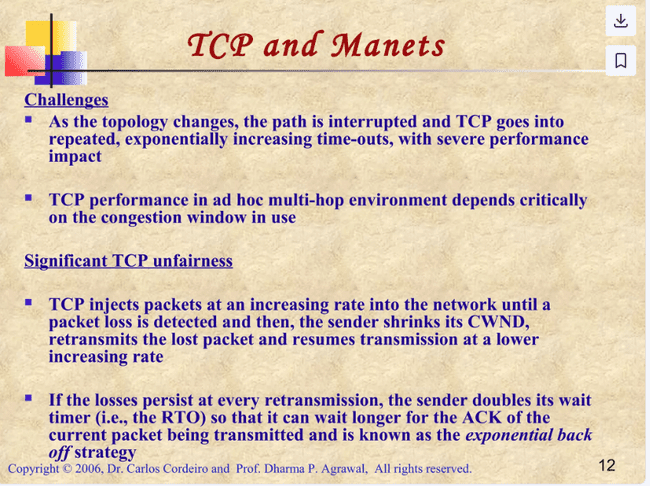 TCP and Manets
Challenges
As the topology changes, the path is interrupted and TCP goes into
repeated, exponentially increasing time-outs, with severe performance
impact
TCP performance in ad hoc multi-hop environment depends critically
on the congestion window in use
Significant TCP unfairness
TCP injects packets at an increasing rate into the network until a
packet loss is detected and then, the sender shrinks its CWND,
retransmits the lost packet and resumes transmission at a lower
increasing rate
If the losses persist at every retransmission, the sender doubles its wait
timer (i.e., the RTO) so that it can wait longer for the ACK of the
current packet being transmitted and is known as the exponential back
off strategy
Copyright © 2006, Dr. Carlos Cordeiro and Prof. Dharma P. Agrawal, All rights reserved.
12